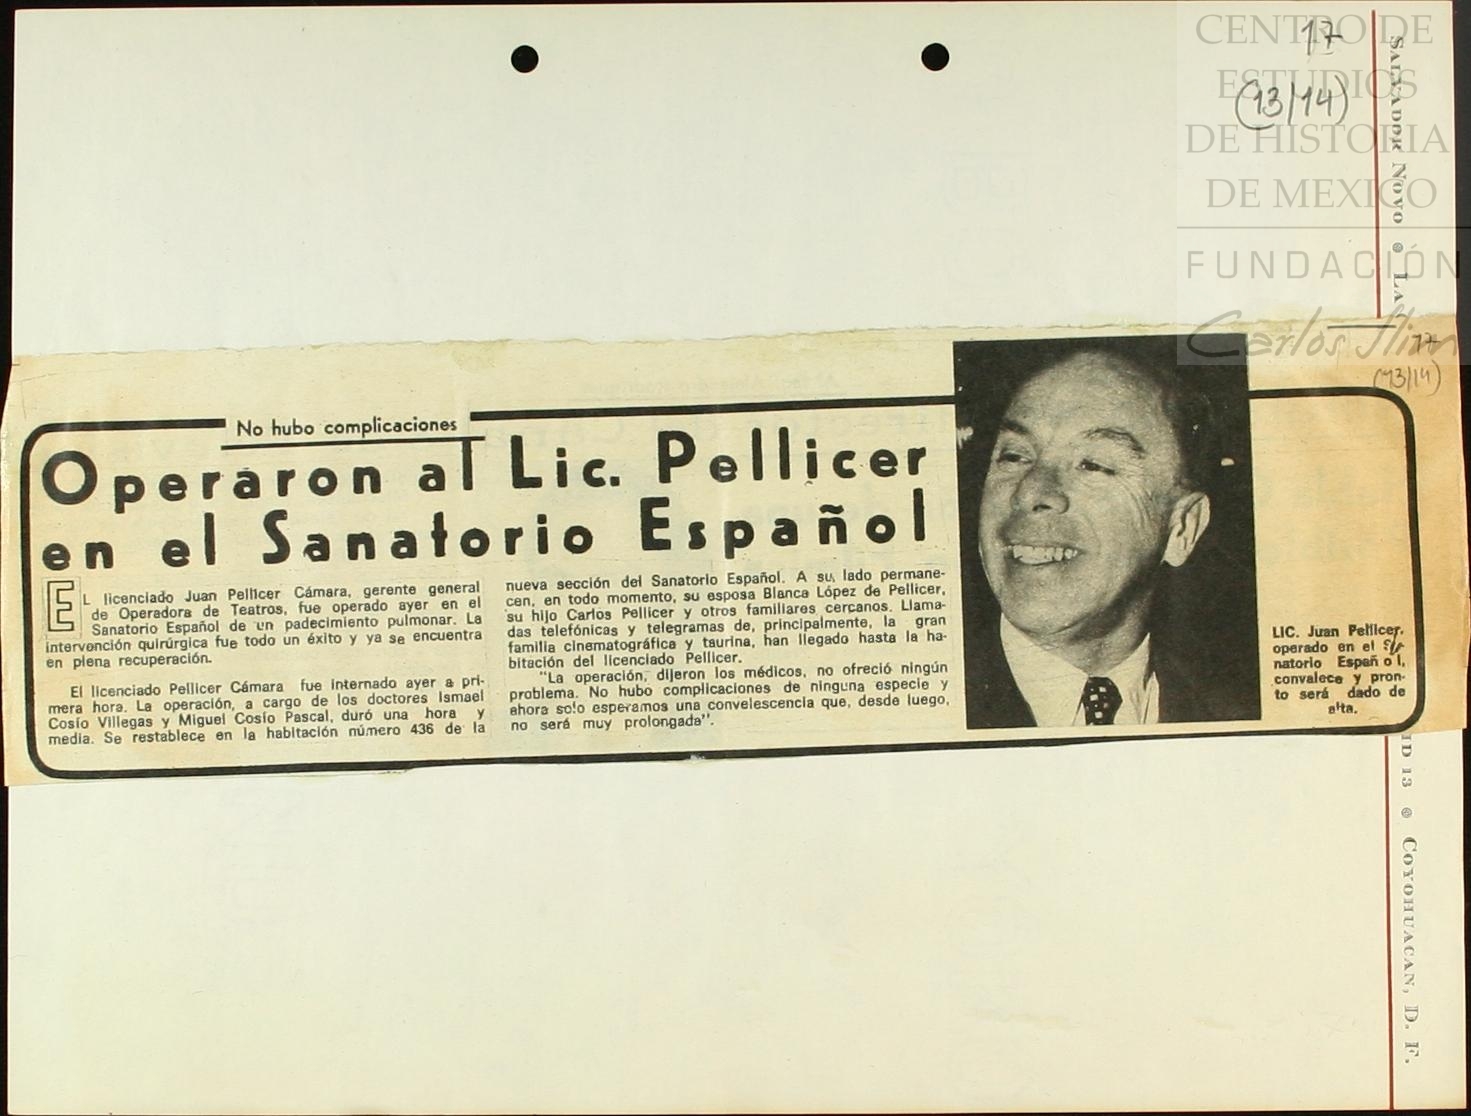 CENTRO DE
ESTUDIOS
DE HISTORIA
DE MEXICO
FUNDACIÓN
Carlos Slim
17
(13/14)
SALVADOR NOVO
LA
17
(13/14)
No hubo complicaciones
Operaron al Lic. Pellicer
en el Sanatorio Español
EL licenciado Juan Pellicer Cámara, gerente general
de Operadora de Teatros, fue operado ayer en el
Sanatorio Español de un padecimiento pulmonar. La
intervención quirúrgica fue todo un éxito y ya se encuentra
en plena recuperación.
El licenciado Pellicer Cámara fue internado ayer a pri-
mera hora. La operación, a cargo de los doctores Ismael
Cosío Villegas y Miguel Cosío Pascal, duró una hora y
media. Se restablece en la habitación número 436 de la
nueva sección del Sanatorio Español. A su lado permane-
cen, en todo momento, su esposa Blanca López de Pellicer,
su hijo Carlos Pellicer y otros familiares cercanos. Llama-
das telefónicas y telegramas de, principalmente, la gran
familia cinematográfica y taurina, han llegado hasta la ha-
bitación del licenciado Pellicer.
"La operación, dijeron los médicos, no ofreció ningún
problema. No hubo complicaciones de ninguna especie y
ahora solo esperamos una convelescencia que, desde luego,
no será muy prolongada".
LIC. Juan Pellicer,
operado en el Sa-
natorio Español,
convalece y pron-
to será dado de
alta.
ID 13
COYOHUACAN, D. F.